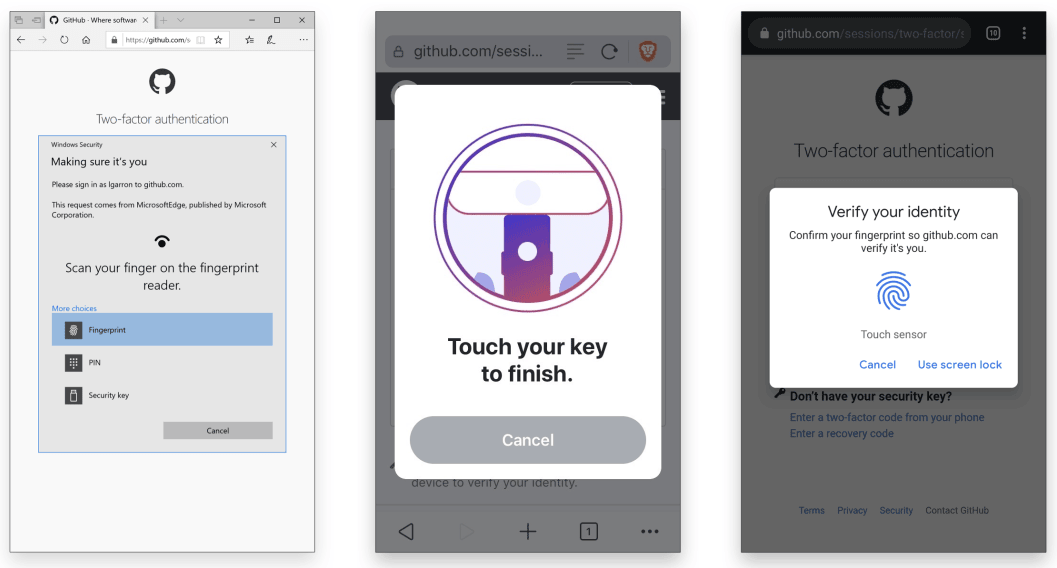 GitHub - Where software
https://github.com/s
Two-factor authentication
Windows Security
Making sure it's you
Please sign in as lgarron to github.com.
This request comes from MicrosoftEdge, published by Microsoft
Corporation.
Scan your finger on the fingerprint
reader.
More choices
Fingerprint
PIN
Security key
Cancel
github.com/sessi...
Touch your key
to finish.
Cancel
device to verify your identity.
1
github.com/sessions/two-factor/
10
Two-factor authentication
Verify your identity
Confirm your fingerprint so github.com can
verify it's you.
Touch sensor
Cancel Use screen lock
Don't have your security key?
Enter a two-factor code from your phone
Enter a recovery code
Terms Privacy Security Contact GitHub